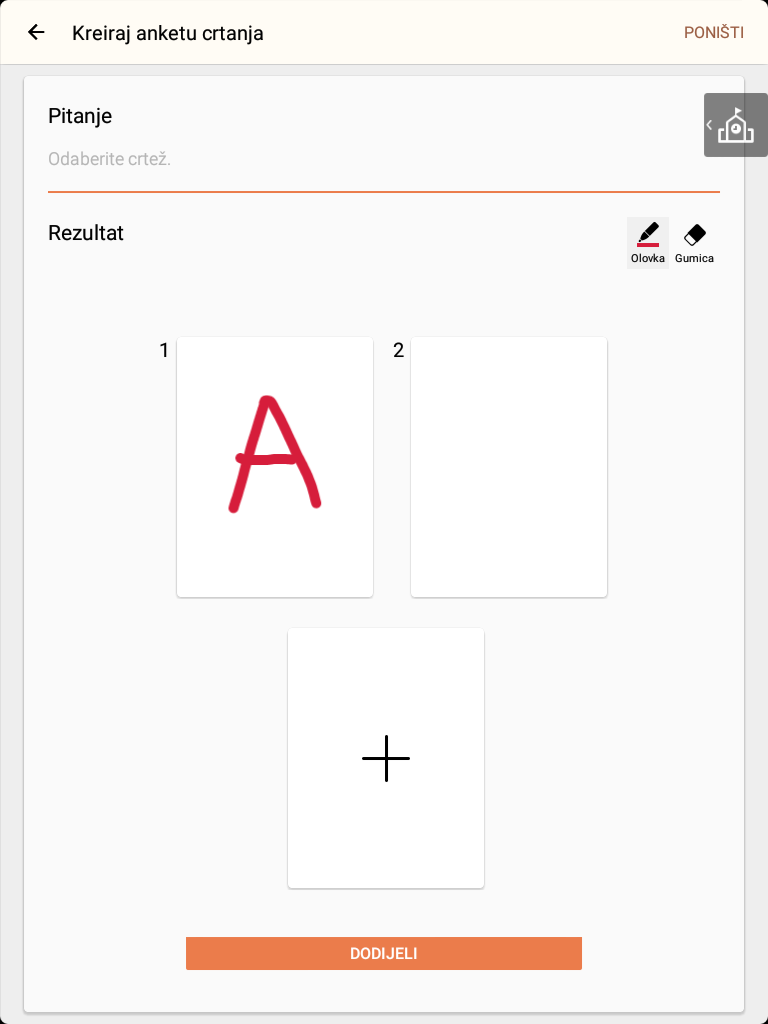 Kreiraj anketu crtanja
PONIŠTI
Pitanje
Odaberite crtež.
Rezultat
Olovka
Gumica
1
2
A
DODIJELI